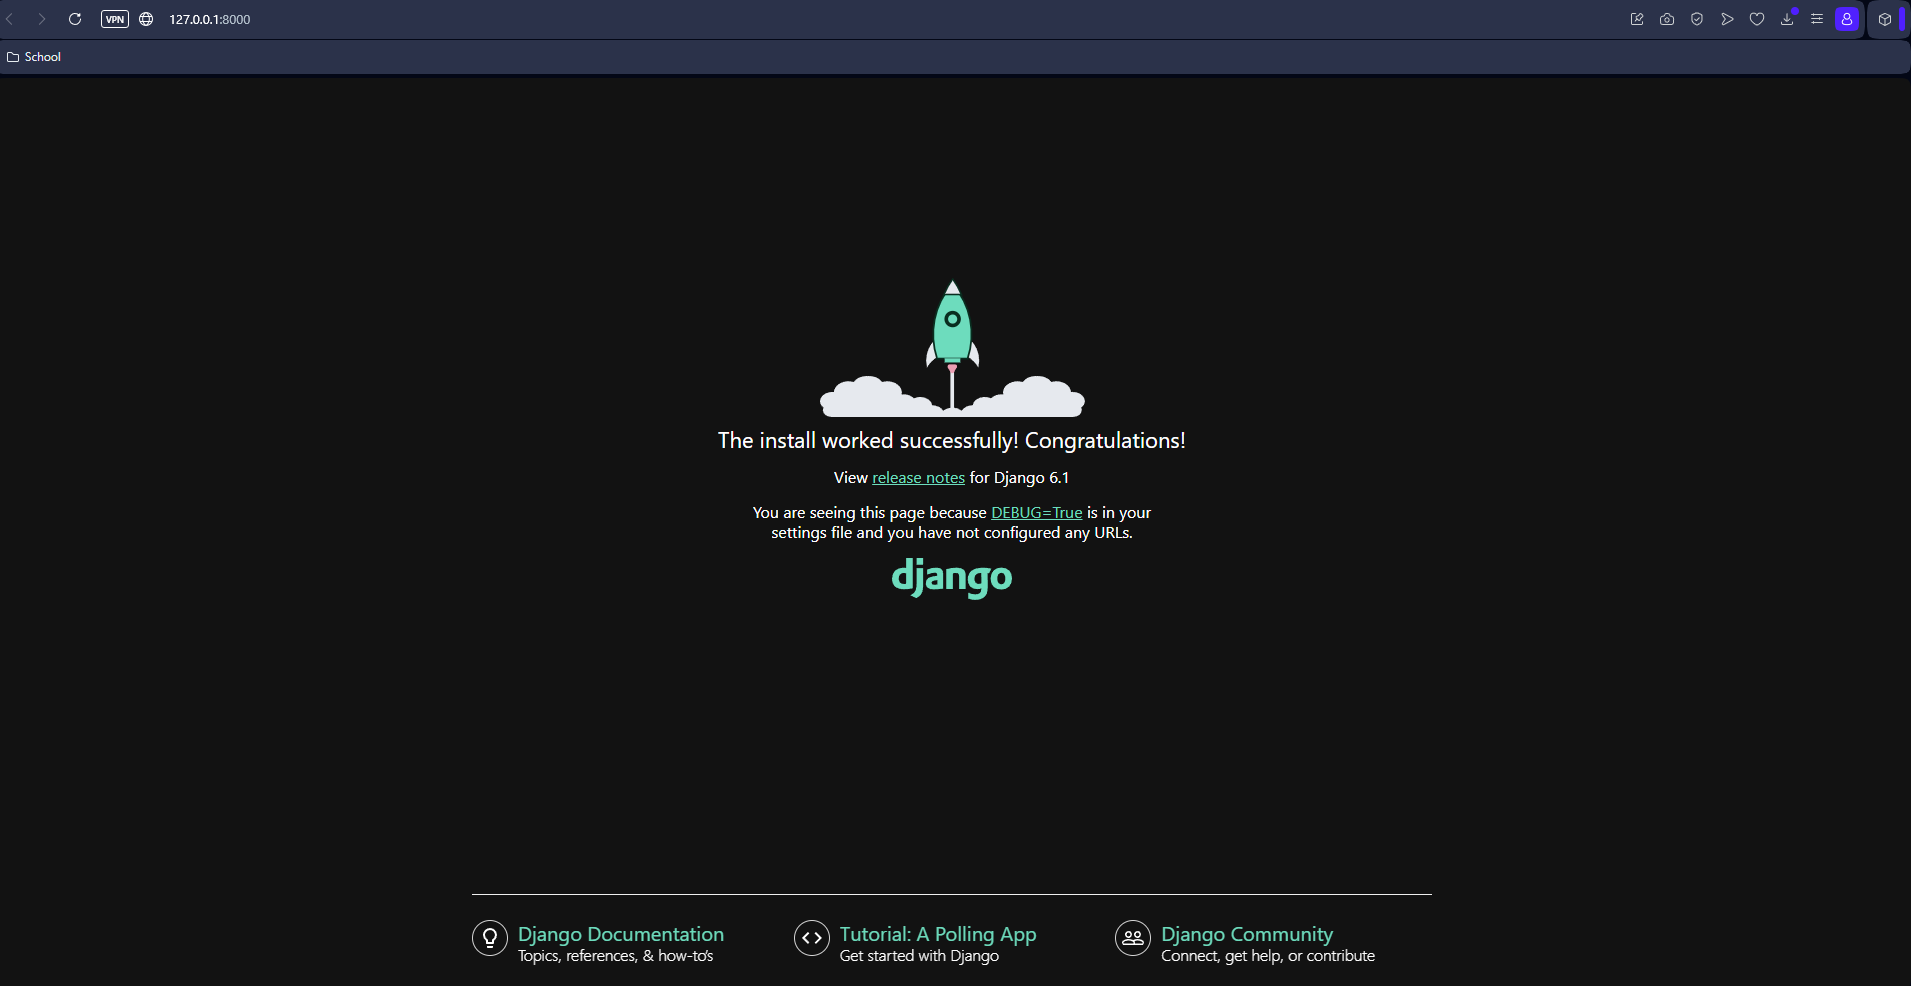 VPN
127.0.0.1:8000
School
The install worked successfully! Congratulations!
View release notes for Django 6.1
You are seeing this page because DEBUG=True is in your
settings file and you have not configured any URLs.
django
Django Documentation
Topics, references, & how-to's
Tutorial: A Polling App
Get started with Django
Django Community
Connect, get help, or contribute